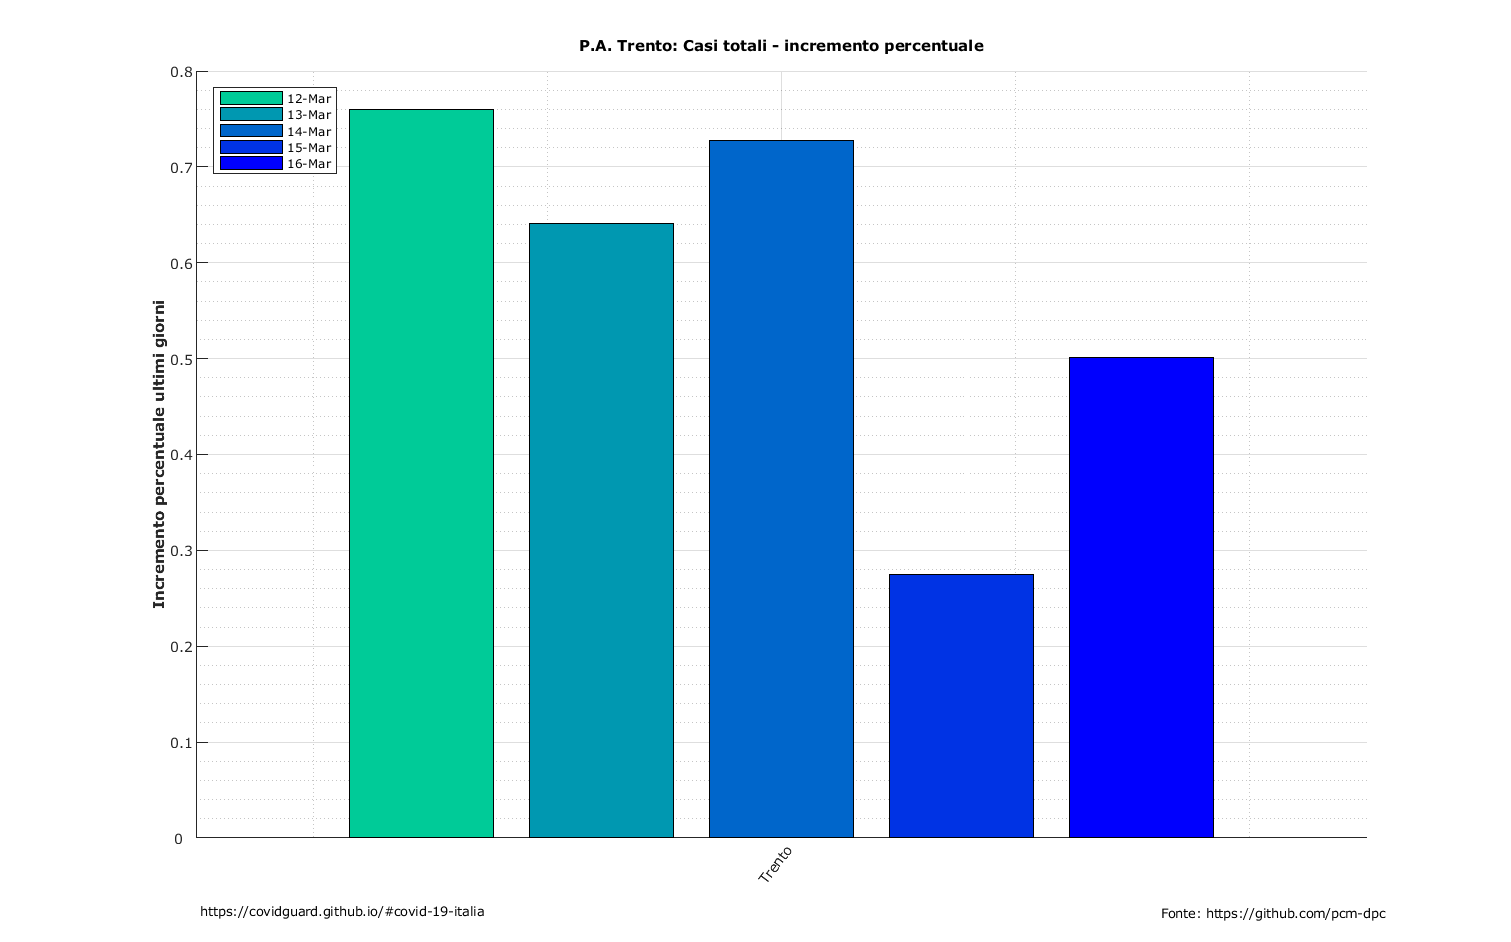 P.A. Trento: Casi totali - incremento percentuale
0.8
0.7
0.6
0.5
0.4
0.3
0.2
0.1
0
Incremento percentuale ultimi giorni
12-Mar
13-Mar
14-Mar
15-Mar
16-Mar
Trento
https://covidguard.github.io/#covid-19-italia
Fonte: https://github.com/pcm-dpc